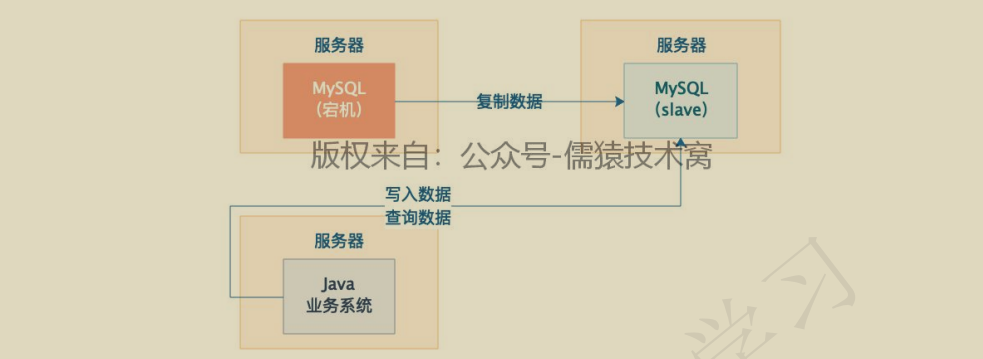 服务器
服务器
MySQL
（宕机）
复制数据
MySQL
（slave）
版权来自：公众号-儒猿技术窝
写入数据
查询数据
服务器
Java
业务系统
学习